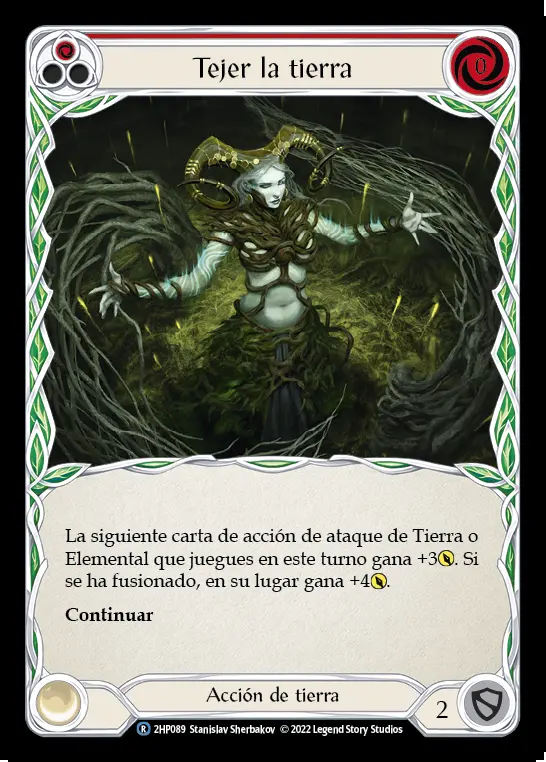 Tejer la tierra
0
La siguiente carta de acción de ataque de Tierra o
Elemental que juegues en este turno gana +3. Si
se ha fusionado, en su lugar gana +4.
Continuar
Acción de tierra
2
R 2HP089 Stanislav Sherbakov © 2022 Legend Story Studios